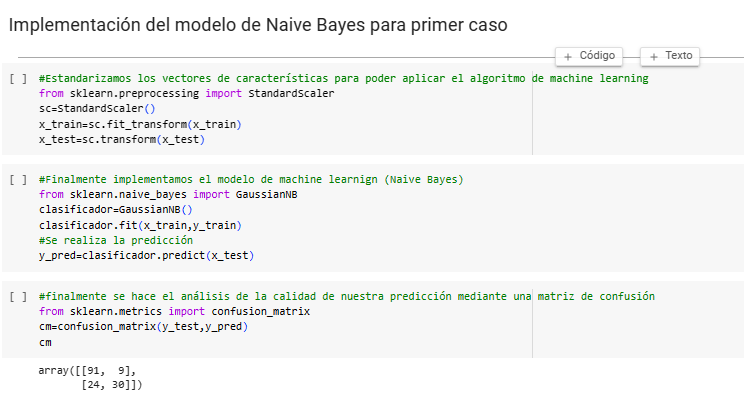 Implementación del modelo de Naive Bayes para primer caso
+ Código + Texto
[ ] #Estandarizamos los vectores de características para poder aplicar el algoritmo de machine learning
from sklearn.preprocessing import StandardScaler
sc=StandardScaler()
x_train=sc.fit_transform(x_train)
x_test=sc.transform(x_test)
[ ] #Finalmente implementamos el modelo de machine learnign (Naive Bayes)
from sklearn.naive_bayes import GaussianNB
clasificador=GaussianNB()
clasificador.fit(x_train,y_train)
#Se realiza la predicción
y_pred=clasificador.predict(x_test)
[ ] #finalmente se hace el análisis de la calidad de nuestra predicción mediante una matriz de confusión
from sklearn.metrics import confusion_matrix
cm=confusion_matrix(y_test,y_pred)
cm
array([[91,  9],
       [24, 30]])